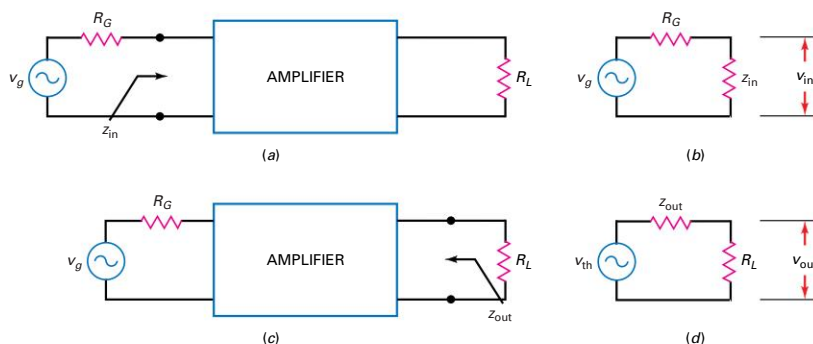 R_G
v_g
z_in
AMPLIFIER
R_L
(a)
R_G
v_g
z_in
v_in
(b)
R_G
v_g
AMPLIFIER
R_L
z_out
(c)
z_out
v_th
R_L
v_out
(d)